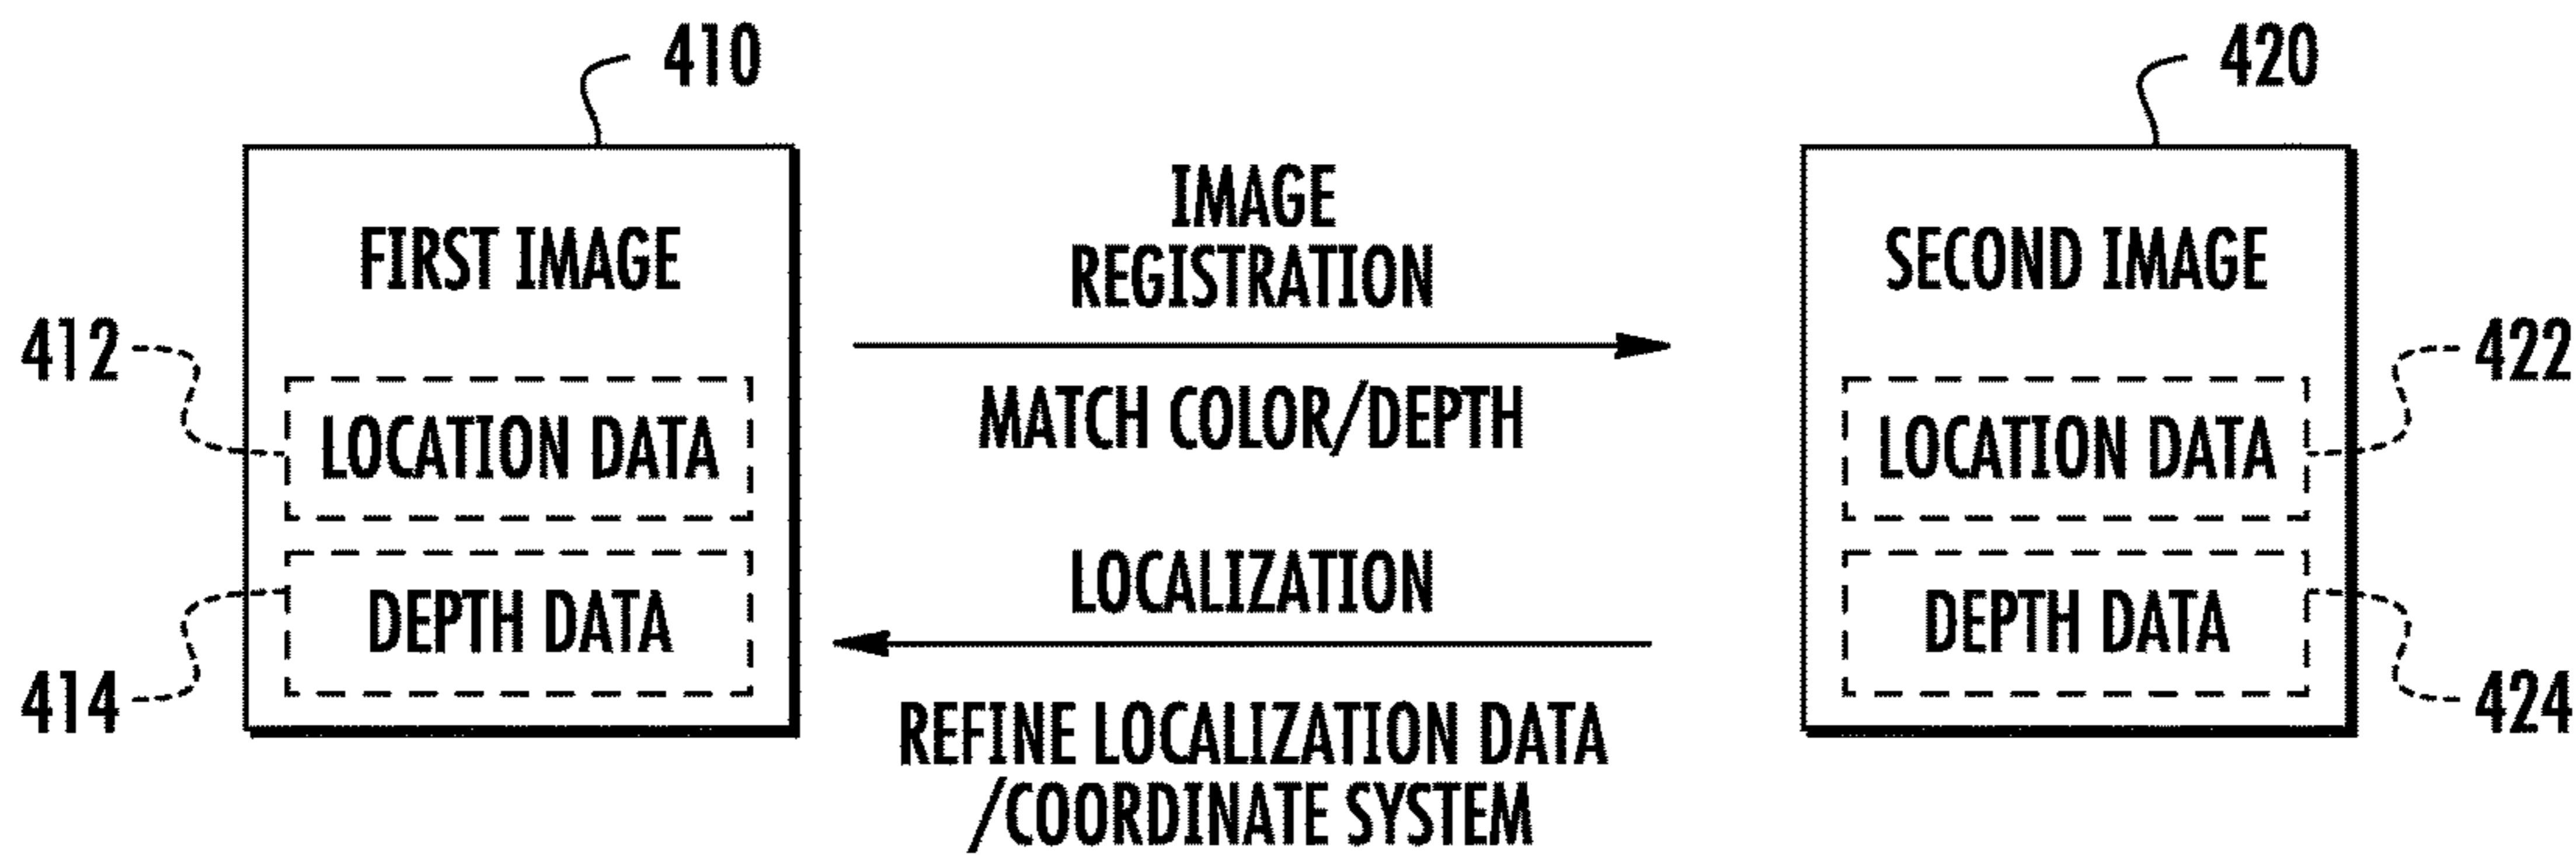 410
FIRST IMAGE
412
LOCATION DATA
414
DEPTH DATA
IMAGE
REGISTRATION
MATCH COLOR/DEPTH
LOCALIZATION
REFINE LOCALIZATION DATA
/COORDINATE SYSTEM
420
SECOND IMAGE
LOCATION DATA
422
DEPTH DATA
424